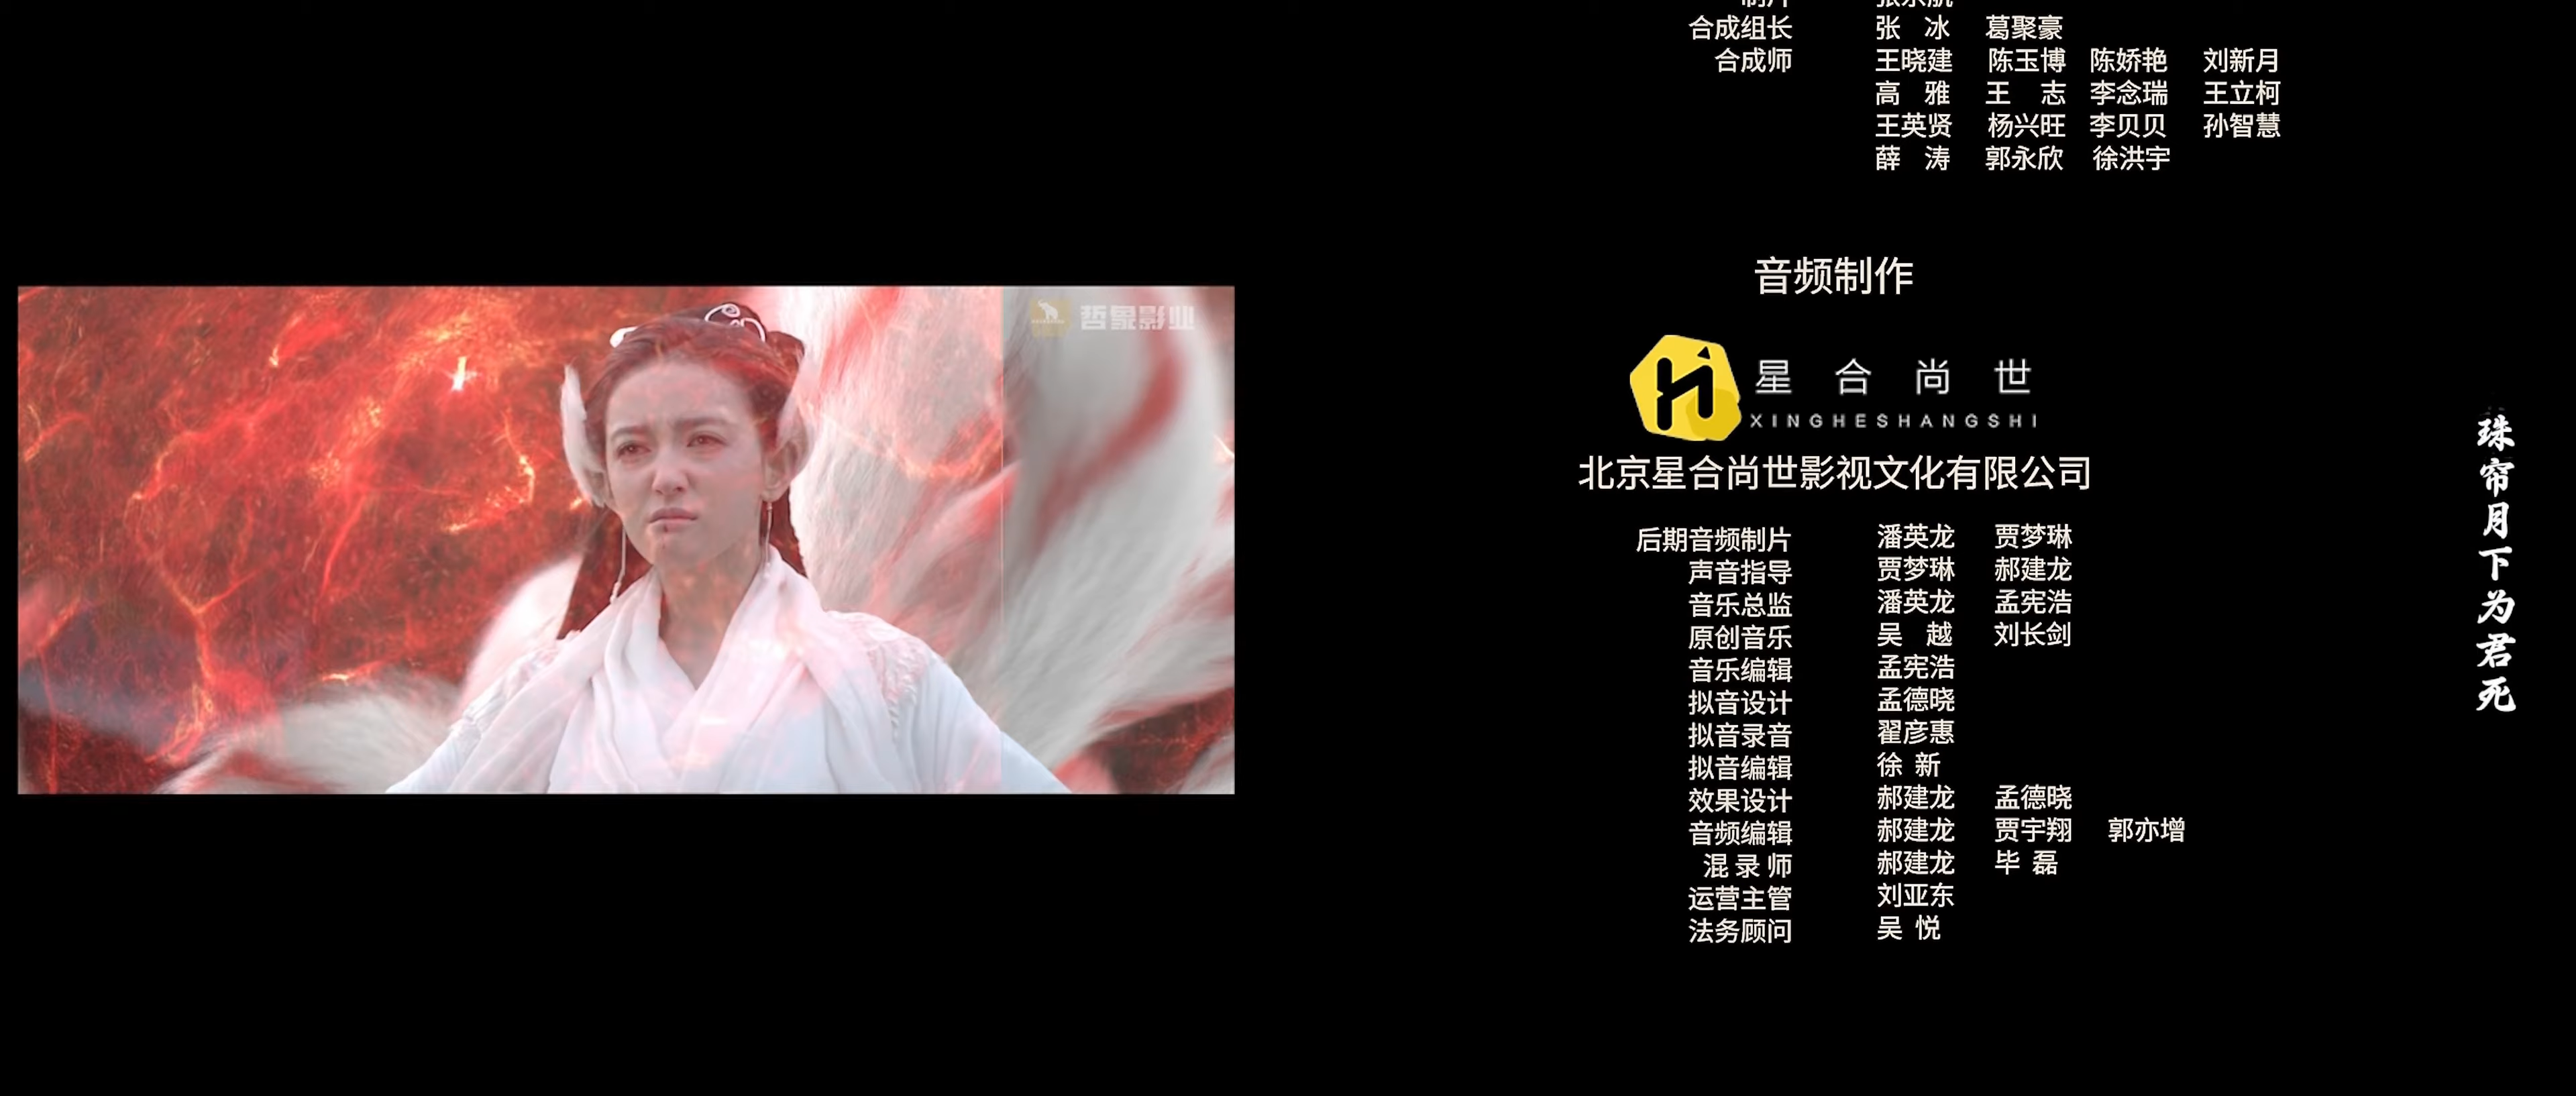 制片 张东航
合成组长 张 冰 葛聚豪
合成师 王晓建 陈玉博 陈娇艳 刘新月
高 雅 王 志 李念瑞 王立柯
王英贤 杨兴旺 李贝贝 孙智慧
薛 涛 郭永欣 徐洪宇
音频制作
哲象影业
星合尚世
XINGHESHANGSHI
北京星合尚世影视文化有限公司
后期音频制片 潘英龙 贾梦琳
声音指导 贾梦琳 郝建龙
音乐总监 潘英龙 孟宪浩
原创音乐 吴 越 刘长剑
音乐编辑 孟宪浩
拟音设计 孟德晓
拟音录音 翟彦惠
拟音编辑 徐 新
效果设计 郝建龙 孟德晓
音频编辑 郝建龙 贾宇翔 郭亦增
混录师 郝建龙 毕 磊
运营主管 刘亚东
法务顾问 吴 悦
珠帘月下为君死